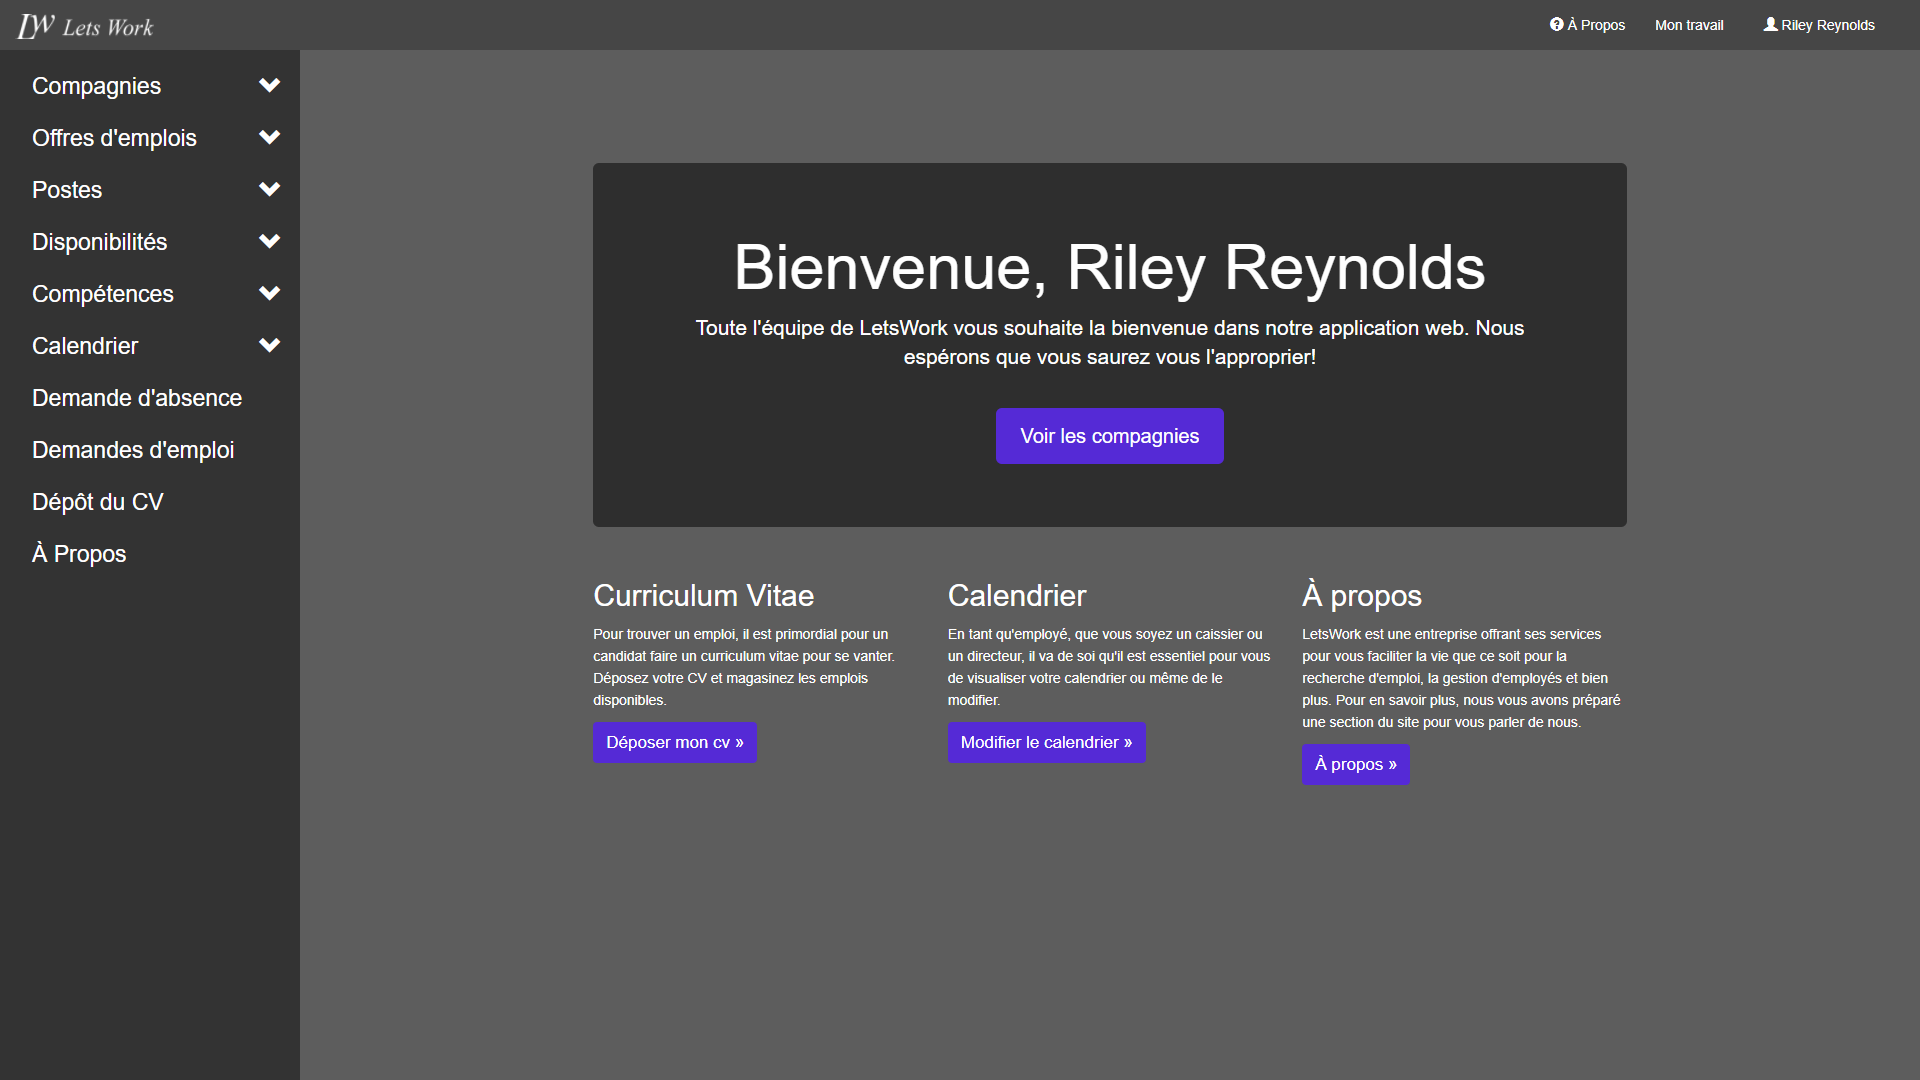 LW Lets Work
À Propos
Mon travail
Riley Reynolds
Compagnies
Offres d'emplois
Postes
Disponibilités
Compétences
Calendrier
Demande d'absence
Demandes d'emploi
Dépôt du CV
À Propos
Bienvenue, Riley Reynolds
Toute l'équipe de LetsWork vous souhaite la bienvenue dans notre application web. Nous
espérons que vous saurez vous l'approprier!
Voir les compagnies
Curriculum Vitae
Pour trouver un emploi, il est primordial pour un
candidat faire un curriculum vitae pour se vanter.
Déposez votre CV et magasinez les emplois
disponibles.
Déposer mon cv »
Calendrier
En tant qu'employé, que vous soyez un caissier ou
un directeur, il va de soi qu'il est essentiel pour vous
de visualiser votre calendrier ou même de le
modifier.
Modifier le calendrier »
À propos
LetsWork est une entreprise offrant ses services
pour vous faciliter la vie que ce soit pour la
recherche d'emploi, la gestion d'employés et bien
plus. Pour en savoir plus, nous vous avons préparé
une section du site pour vous parler de nous.
À propos »